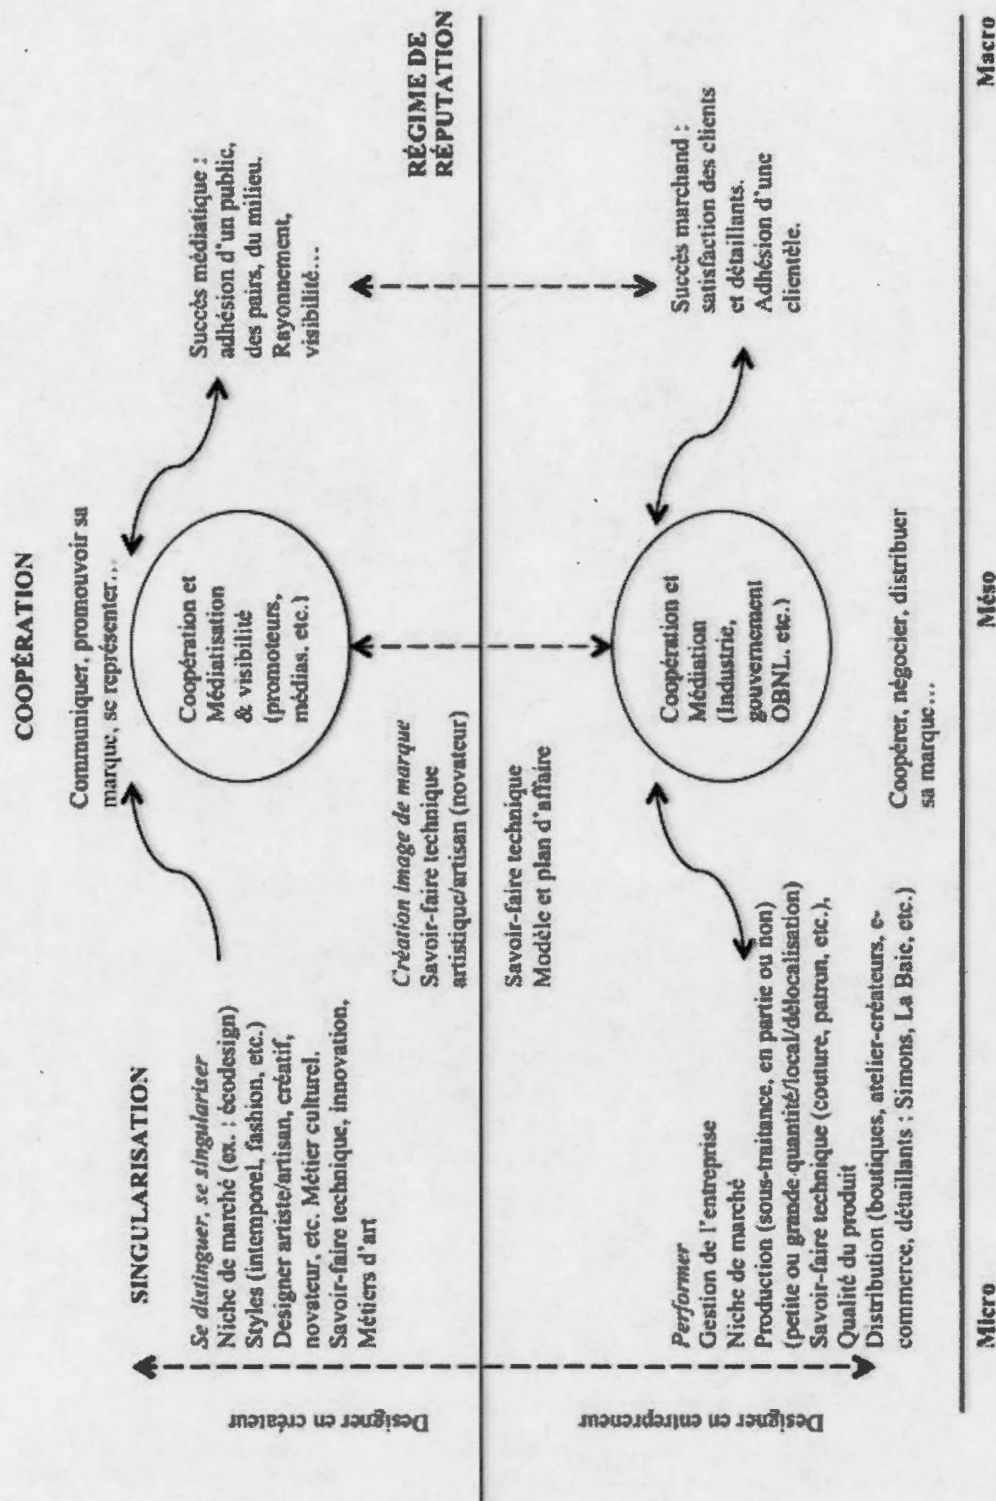 COOPÉRATION
Communiquer, promouvoir sa
marque, se représenter...
SINGULARISATION
Se distinguer, se singulariser
Niche de marché (ex. : écodesign)
Styles (intemporel, fashion, etc.)
Designer artiste/artisan, créatif,
novateur, etc. Métier culturel.
Savoir-faire technique, innovation,
Métiers d'art
Coopération et
Médiatisation
& visibilité
(promoteurs,
médias. etc.)
Succès médiatique :
adhésion d'un public,
des pairs, du milieu.
Rayonnement,
visibilité...
Designer en créateur
Création image de marque
Savoir-faire technique
artistique/artisan (novateur)
RÉGIME DE
RÉPUTATION
Savoir-faire technique
Modèle et plan d'affaire
Designer en entrepreneur
Performer
Gestion de l'entreprise
Niche de marché
Production (sous-traitance, en partie ou non)
(petite ou grande quantité/local/délocalisation)
Savoir-faire technique (couture, patron, etc.),
Qualité du produit
Distribution (boutiques, atelier-créateurs, e-
commerce, détaillants : Simons, La Baie, etc.)
Coopération et
Médiation
(Industrie,
gouvernement
OBNL. etc.)
Succès marchand :
satisfaction des clients
et détaillants.
Adhésion d'une
clientèle.
Coopérer, négocier, distribuer
sa marque...
Micro
Méso
Macro